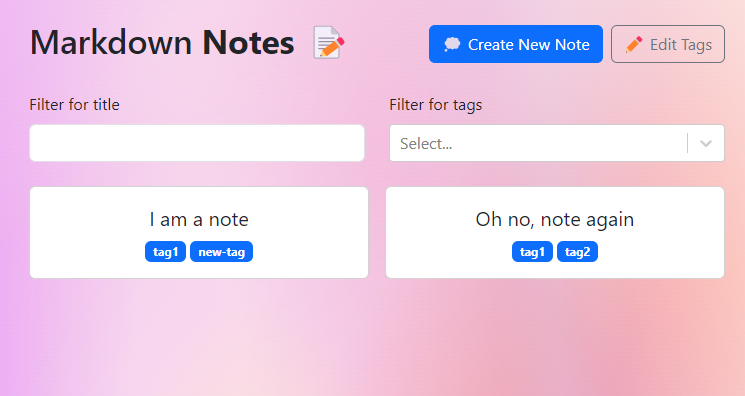 Markdown Notes 📝
💭 Create New Note
✏️ Edit Tags
Filter for title
Filter for tags
Select...
I am a note
tag1 new-tag
Oh no, note again
tag1 tag2